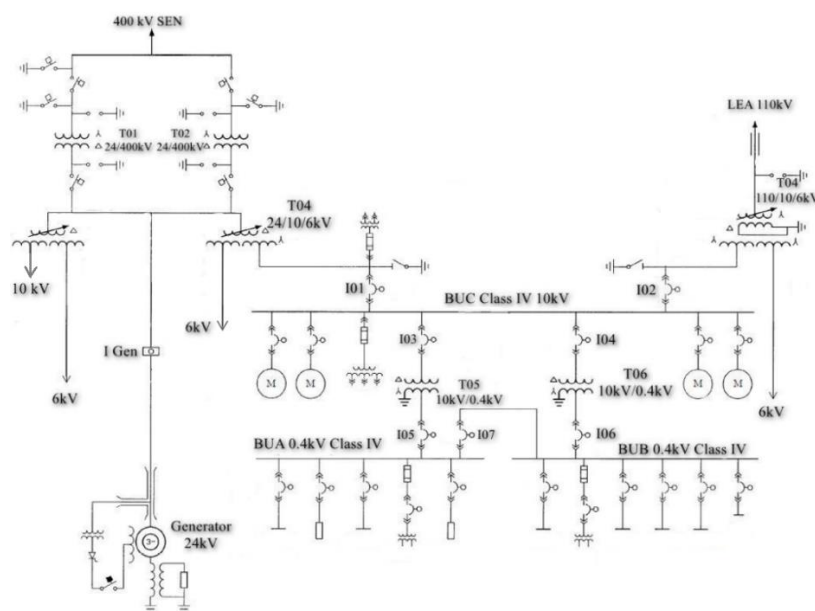 400 kV SEN
T01
24/400kV
T02
24/400kV
LEA 110kV
T04
110/10/6kV
T04
24/10/6kV
10 kV
6kV
6kV
I01
BUC Class IV 10kV
I02
I Gen
I03
I04
M
M
M
M
T05
10kV/0.4kV
T06
10kV/0.4kV
6kV
I05
I07
I06
BUA 0.4kV Class IV
BUB 0.4kV Class IV
Generator
24kV
3~